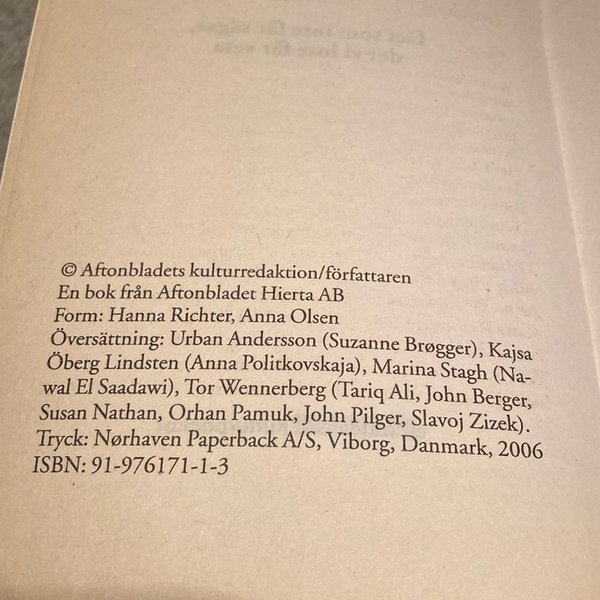 © Aftonbladets kulturredaktion/författaren
En bok från Aftonbladet Hierta AB
Form: Hanna Richter, Anna Olsen
Översättning: Urban Andersson (Suzanne Brøgger), Kajsa
Öberg Lindsten (Anna Politkovskaja), Marina Stagh (Na-
wal El Saadawi), Tor Wennerberg (Tariq Ali, John Berger,
Susan Nathan, Orhan Pamuk, John Pilger, Slavoj Zizek).
Tryck: Nørhaven Paperback A/S, Viborg, Danmark, 2006
ISBN: 91-976171-1-3